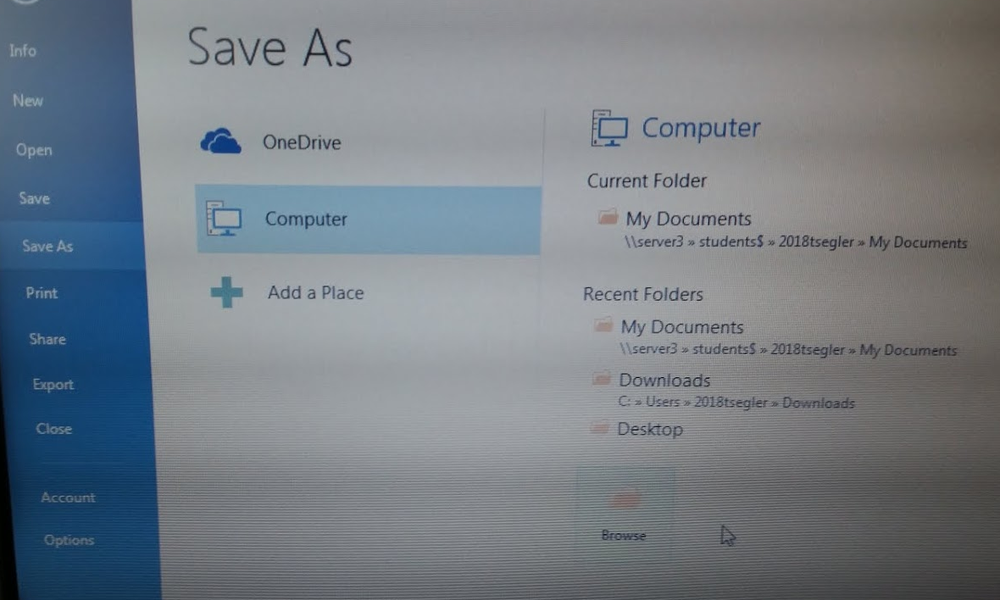 Info
New
Open
Save
Save As
Print
Share
Export
Close
Account
Options
Save As
OneDrive
Computer
Add a Place
Computer
Current Folder
My Documents
\\server3 » students$ » 2018tsegler » My Documents
Recent Folders
My Documents
\\server3 » students$ » 2018tsegler » My Documents
Downloads
C: » Users » 2018tsegler » Downloads
Desktop
Browse